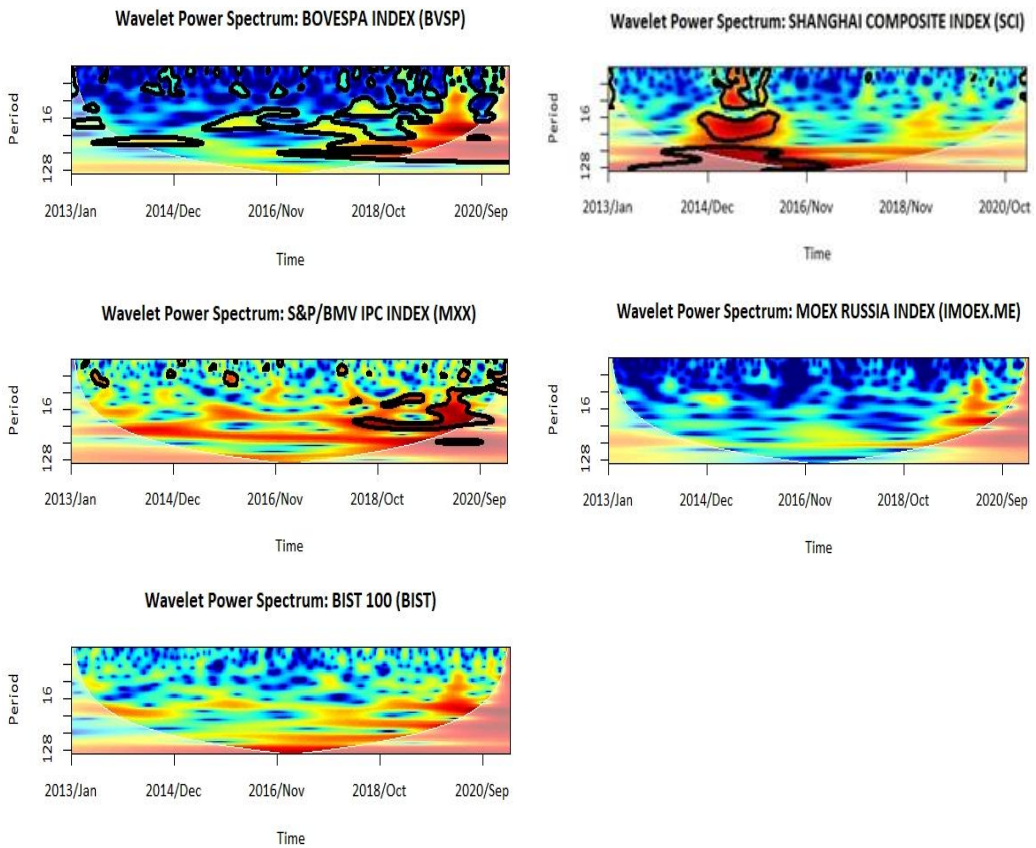 Wavelet Power Spectrum: BOVESPA INDEX (BVSP)
Period
16
128
2013/Jan 2014/Dec 2016/Nov 2018/Oct 2020/Sep
Time
Wavelet Power Spectrum: SHANGHAI COMPOSITE INDEX (SCI)
Period
16
128
2013/Jan 2014/Dec 2016/Nov 2018/Nov 2020/Oct
Time
Wavelet Power Spectrum: S&P/BMV IPC INDEX (MXX)
Period
16
128
2013/Jan 2014/Dec 2016/Nov 2018/Oct 2020/Sep
Time
Wavelet Power Spectrum: MOEX RUSSIA INDEX (IMOEX.ME)
Period
16
128
2013/Jan 2014/Dec 2016/Nov 2018/Oct 2020/Sep
Time
Wavelet Power Spectrum: BIST 100 (BIST)
Period
16
128
2013/Jan 2014/Dec 2016/Nov 2018/Oct 2020/Sep
Time